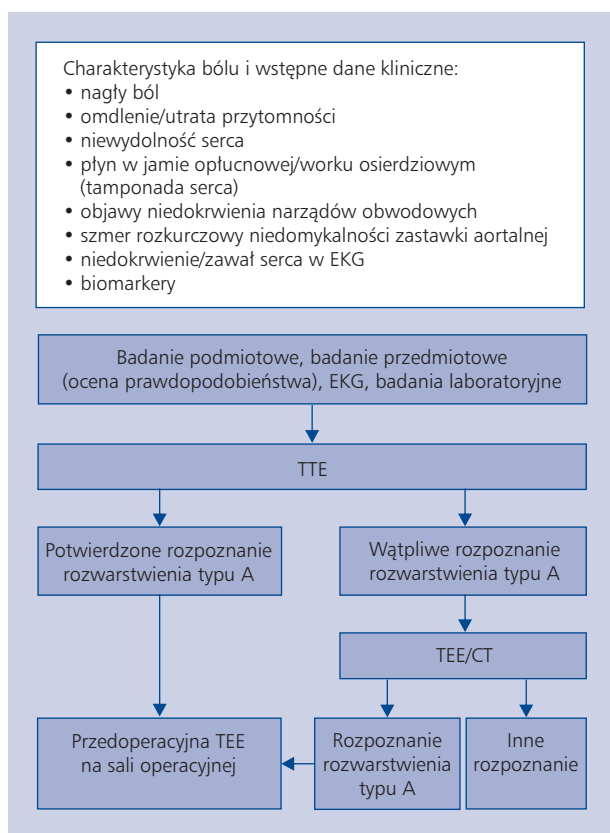 Charakterystyka bólu i wstępne dane kliniczne:
• nagły ból
• omdlenie/utrata przytomności
• niewydolność serca
• płyn w jamie opłucnowej/worku osierdziowym
(tamponada serca)
• objawy niedokrwienia narządów obwodowych
• szmer rozkurczowy niedomykalności zastawki aortalnej
• niedokrwienie/zawał serca w EKG
• biomarkery
Badanie podmiotowe, badanie przedmiotowe
(ocena prawdopodobieństwa), EKG, badania laboratoryjne
TTE
Potwierdzone rozpoznanie
rozwarstwienia typu A
Wątpliwe rozpoznanie
rozwarstwienia typu A
TEE/CT
Przedoperacyjna TEE
na sali operacyjnej
Rozpoznanie
rozwarstwienia
typu A
Inne
rozpoznanie